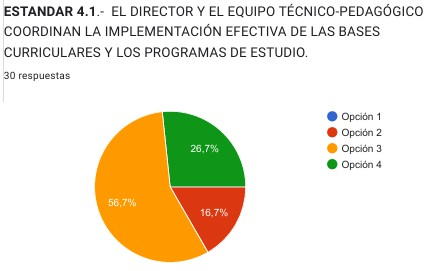 ESTANDAR 4.1.- EL DIRECTOR Y EL EQUIPO TÉCNICO-PEDAGÓGICO
COORDINAN LA IMPLEMENTACIÓN EFECTIVA DE LAS BASES
CURRICULARES Y LOS PROGRAMAS DE ESTUDIO.
30 respuestas
Opción 1
Opción 2
Opción 3
Opción 4
26,7%
56,7%
16,7%